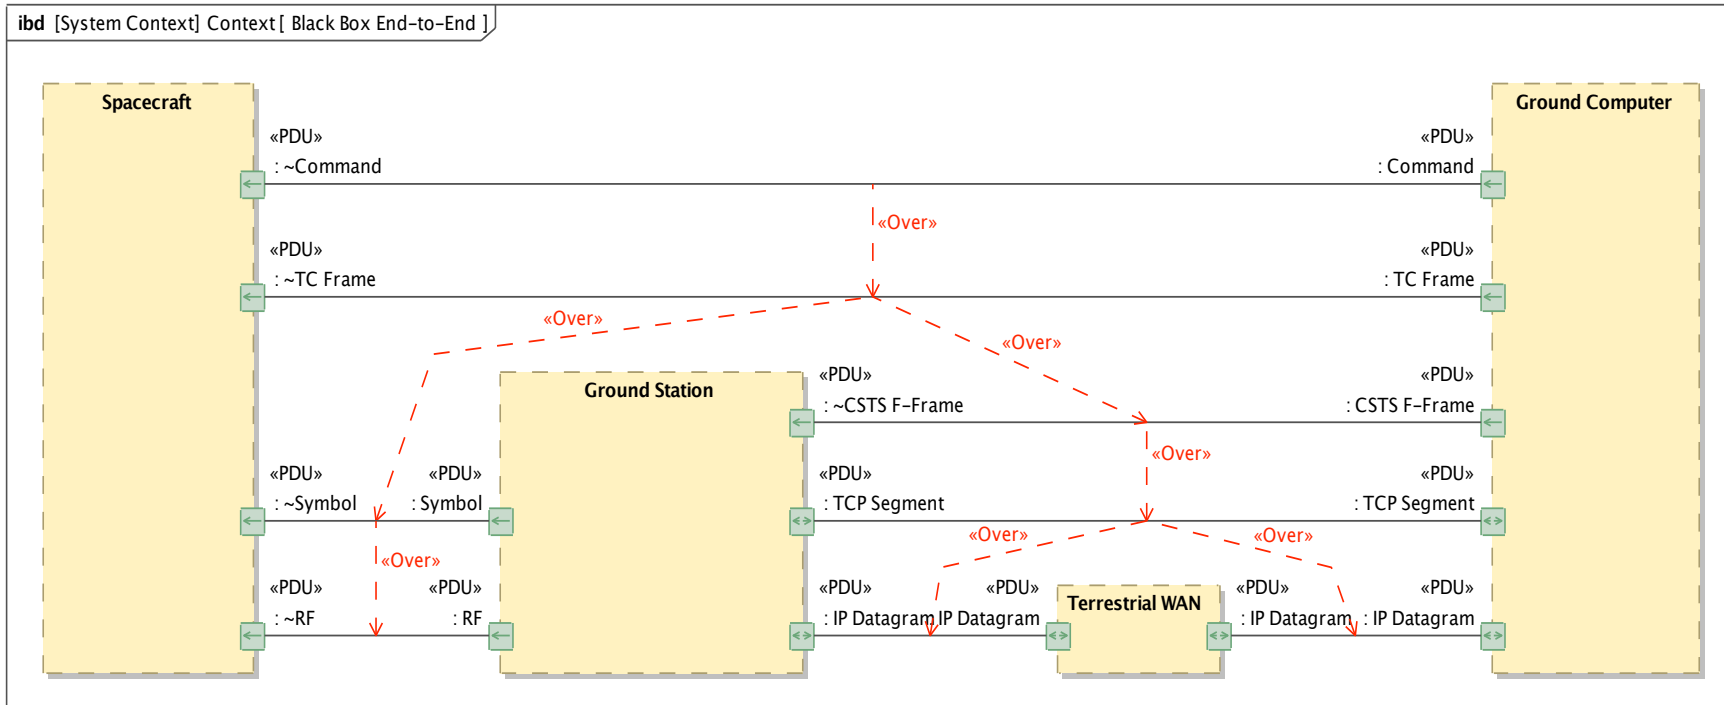 ibd [System Context] Context [ Black Box End-to-End ]
Spacecraft
Ground Computer
«PDU»
«PDU»
: ~Command
: Command
«Over»
«PDU»
«PDU»
: ~TC Frame
: TC Frame
«Over»
«Over»
Ground Station
«PDU»
«PDU»
: ~CSTS F-Frame
: CSTS F-Frame
«Over»
«PDU»
«PDU»
«PDU»
«PDU»
: ~Symbol
: Symbol
: TCP Segment
: TCP Segment
«Over»
«Over»
«Over»
«PDU»
«PDU»
«PDU»
«PDU»
«PDU»
«PDU»
Terrestrial WAN
: ~RF
: RF
: IP Datagram
IP Datagram
: IP Datagram
: IP Datagram